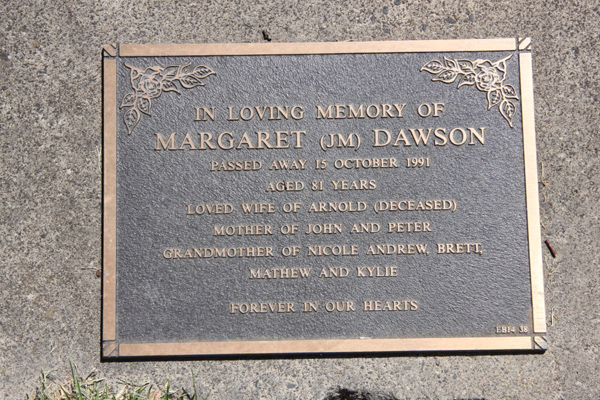 IN LOVING MEMORY OF
MARGARET (JM) DAWSON
PASSED AWAY 15 OCTOBER 1991
AGED 81 YEARS
LOVED WIFE OF ARNOLD (DECEASED)
MOTHER OF JOHN AND PETER
GRANDMOTHER OF NICOLE ANDREW, BRETT,
MATHEW AND KYLIE
FOREVER IN OUR HEARTS
EB14 38